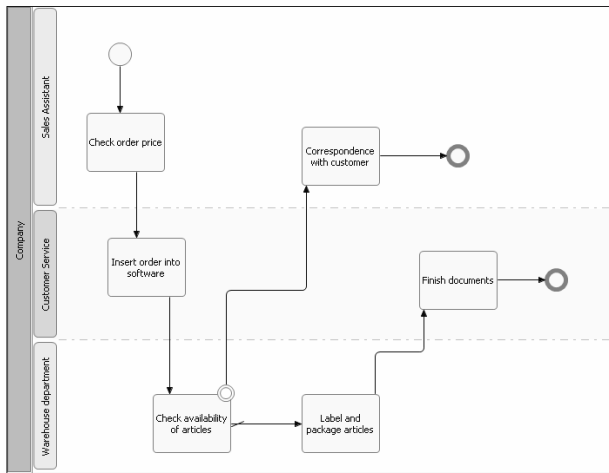 Company
Sales Assistant
Check order price
Correspondence
with customer
Customer Service
Insert order into
software
Finish documents
Warehouse department
Check availability
of articles
Label and
package articles